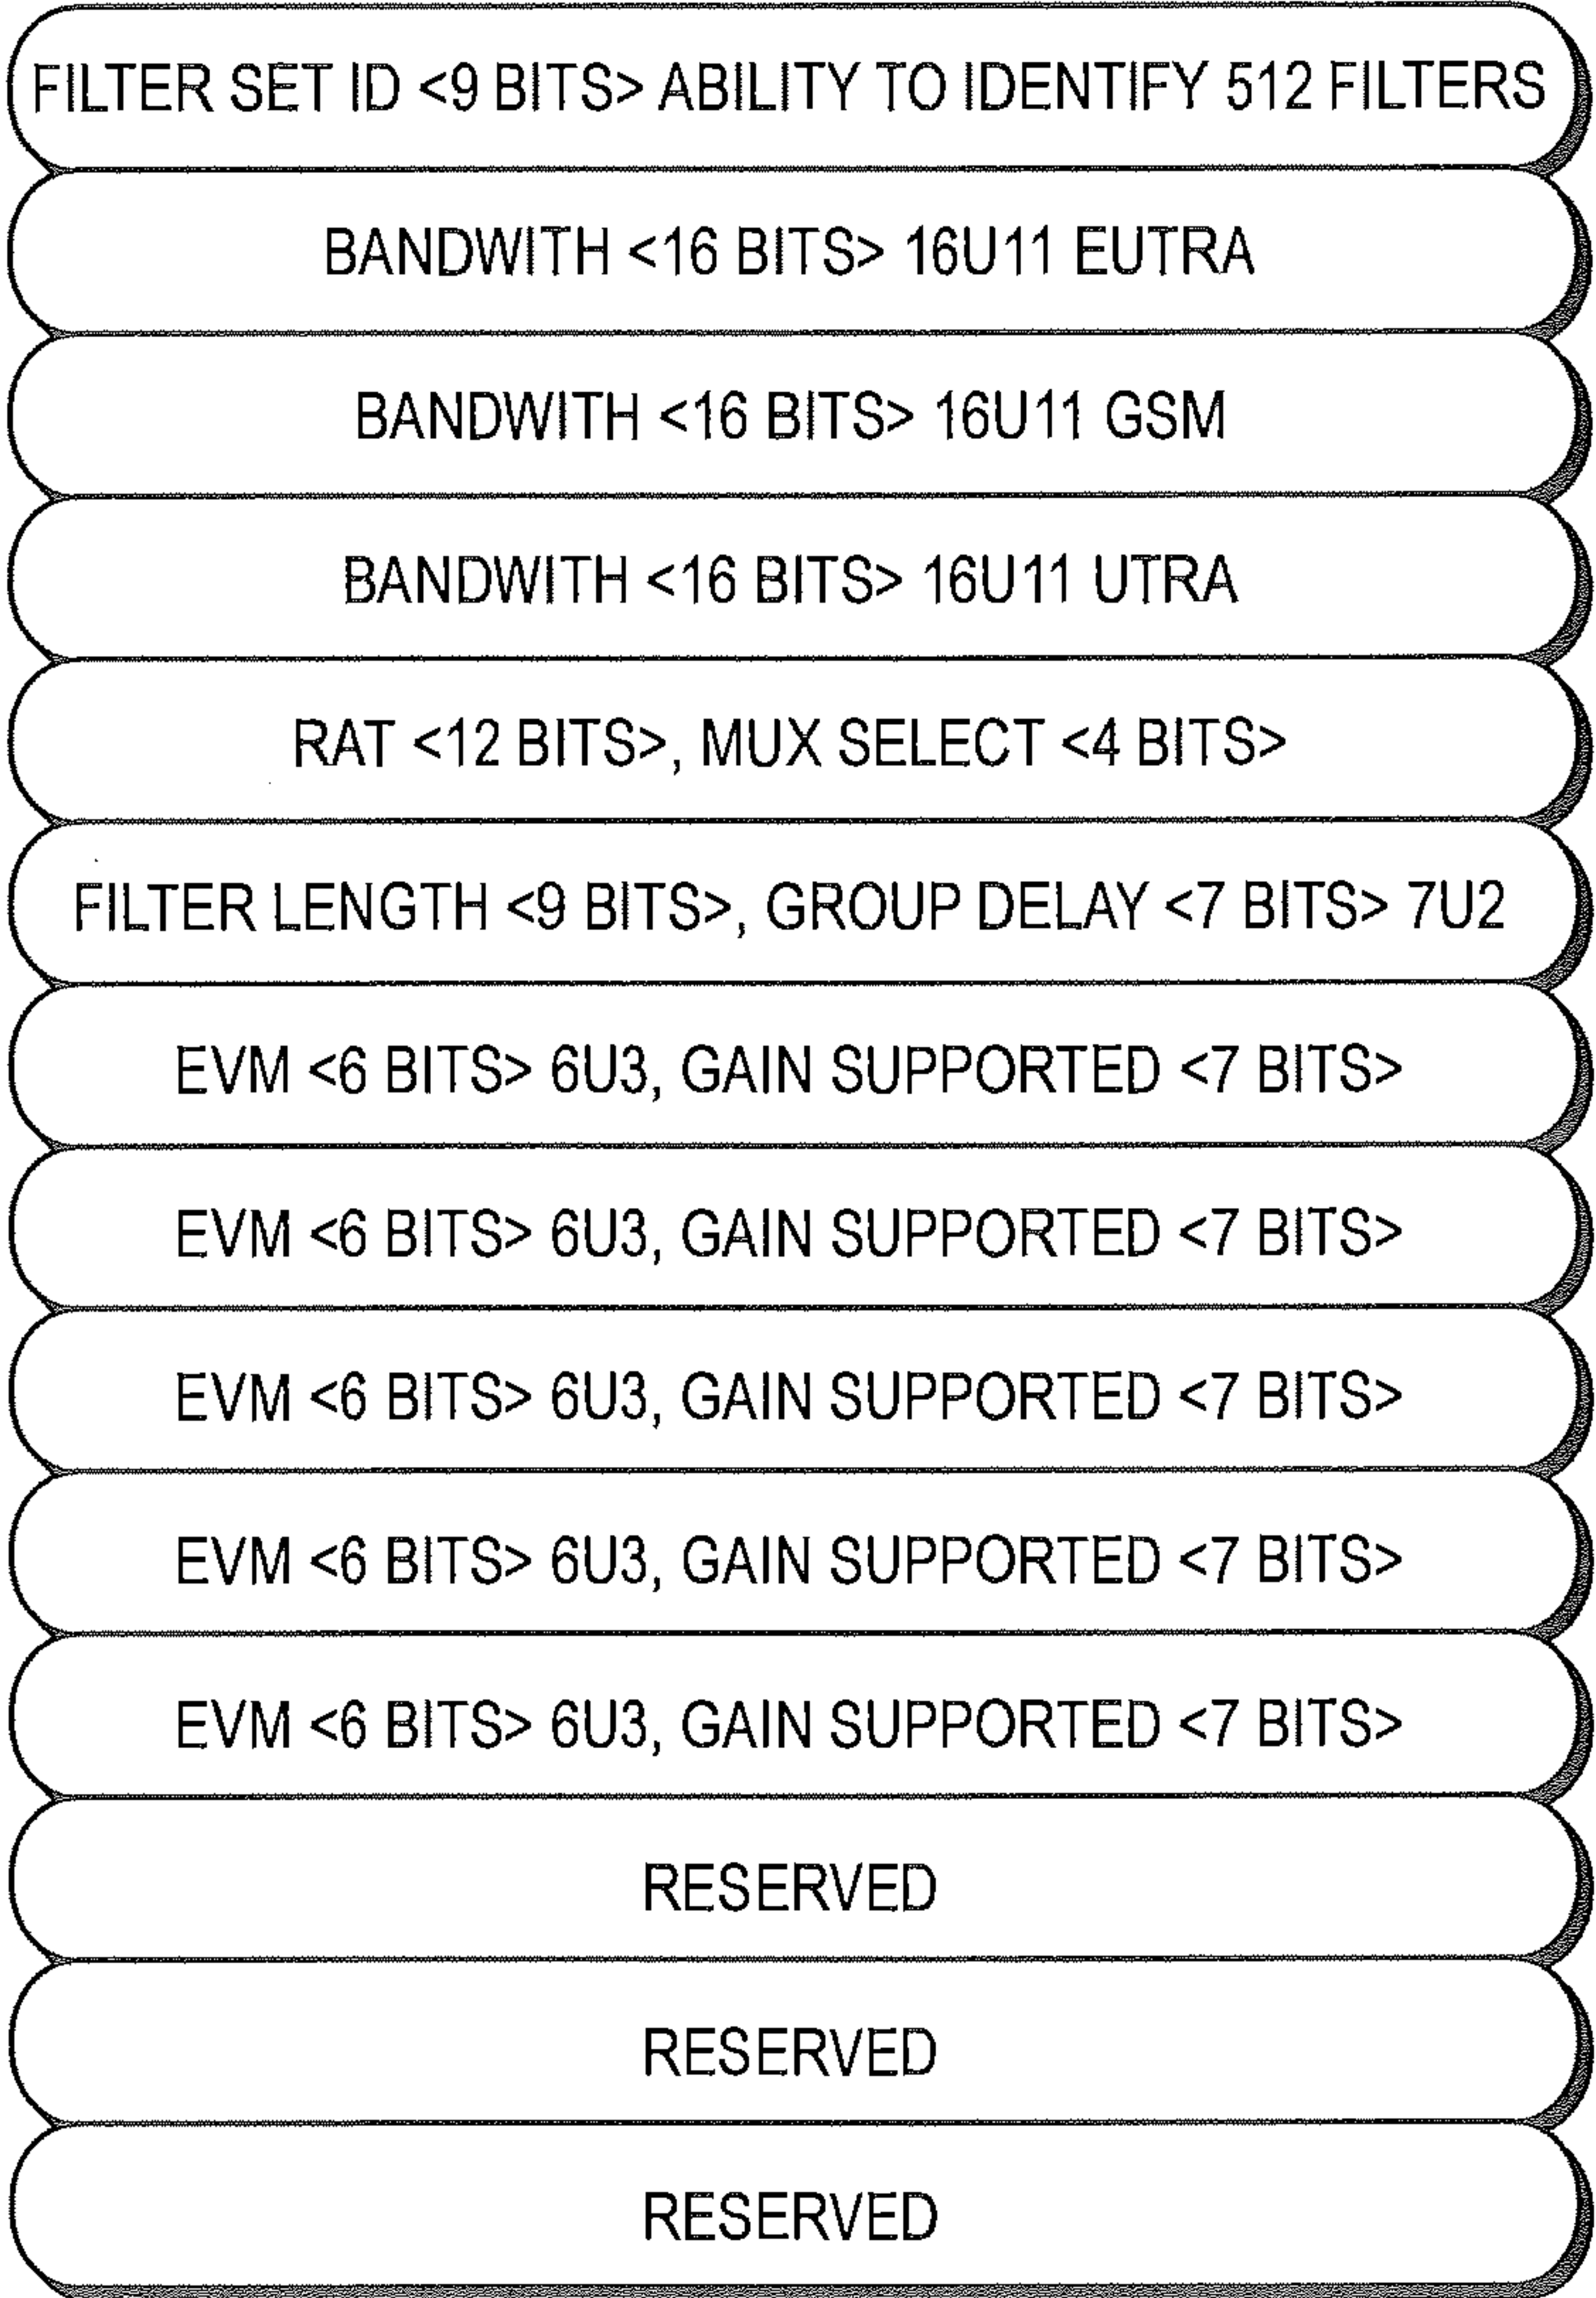 FILTER SET ID <9 BITS> ABILITY TO IDENTIFY 512 FILTERS
BANDWITH <16 BITS> 16U11 EUTRA
BANDWITH <16 BITS> 16U11 GSM
BANDWITH <16 BITS> 16U11 UTRA
RAT <12 BITS>, MUX SELECT <4 BITS>
FILTER LENGTH <9 BITS>, GROUP DELAY <7 BITS> 7U2
EVM <6 BITS> 6U3, GAIN SUPPORTED <7 BITS>
EVM <6 BITS> 6U3, GAIN SUPPORTED <7 BITS>
EVM <6 BITS> 6U3, GAIN SUPPORTED <7 BITS>
EVM <6 BITS> 6U3, GAIN SUPPORTED <7 BITS>
EVM <6 BITS> 6U3, GAIN SUPPORTED <7 BITS>
RESERVED
RESERVED
RESERVED